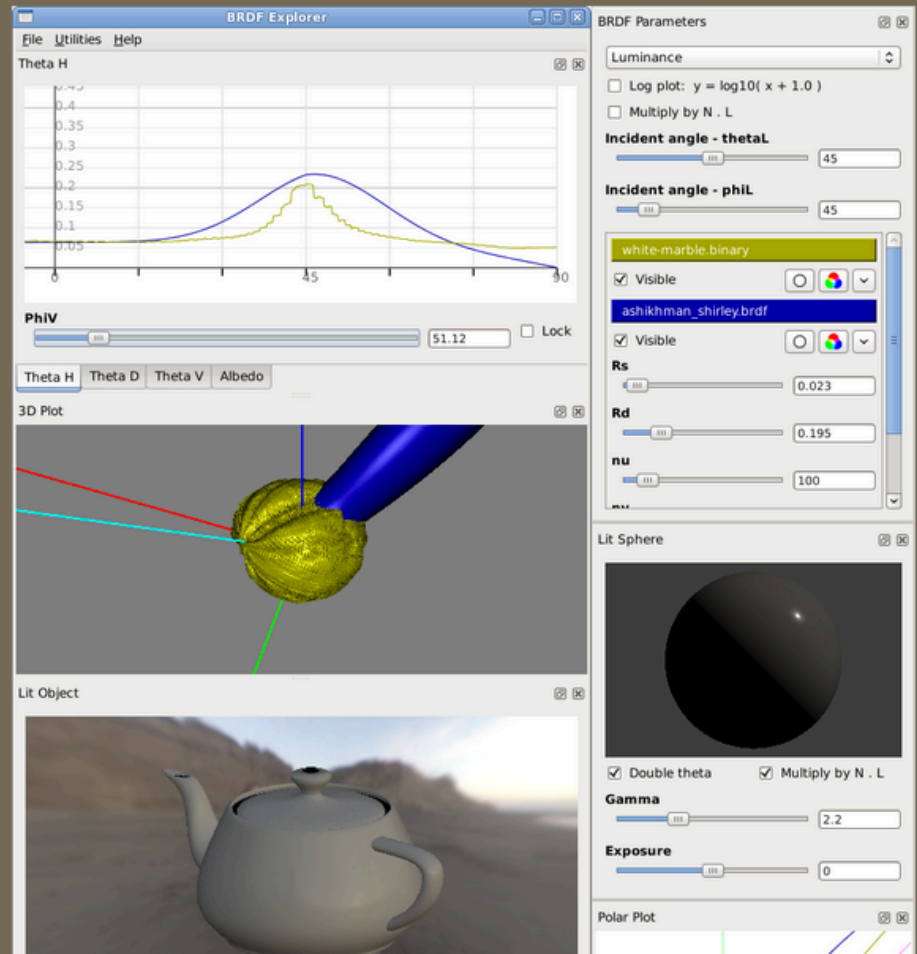 BRDF Explorer
File Utilities Help
Theta H
0.45
0.4
0.35
0.3
0.25
0.2
0.15
0.1
0.05
0 45 90
PhiV
51.12 Lock
Theta H Theta D Theta V Albedo
3D Plot
Lit Object
BRDF Parameters
Luminance
Log plot: y = log10( x + 1.0 )
Multiply by N . L
Incident angle - thetaL
45
Incident angle - phiL
45
white-marble.binary
Visible
ashikhman_shirley.brdf
Visible
Rs
0.023
Rd
0.195
nu
100
Lit Sphere
Double theta Multiply by N . L
Gamma
2.2
Exposure
0
Polar Plot